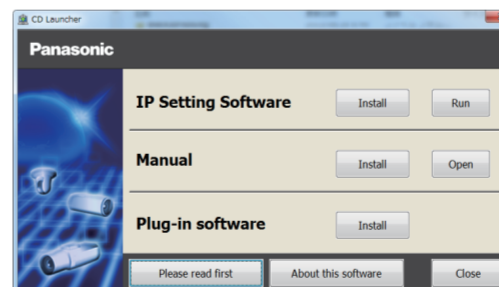 CD Launcher
Panasonic
IP Setting Software Install Run
Manual Install Open
Plug-in software Install
Please read first About this software Close